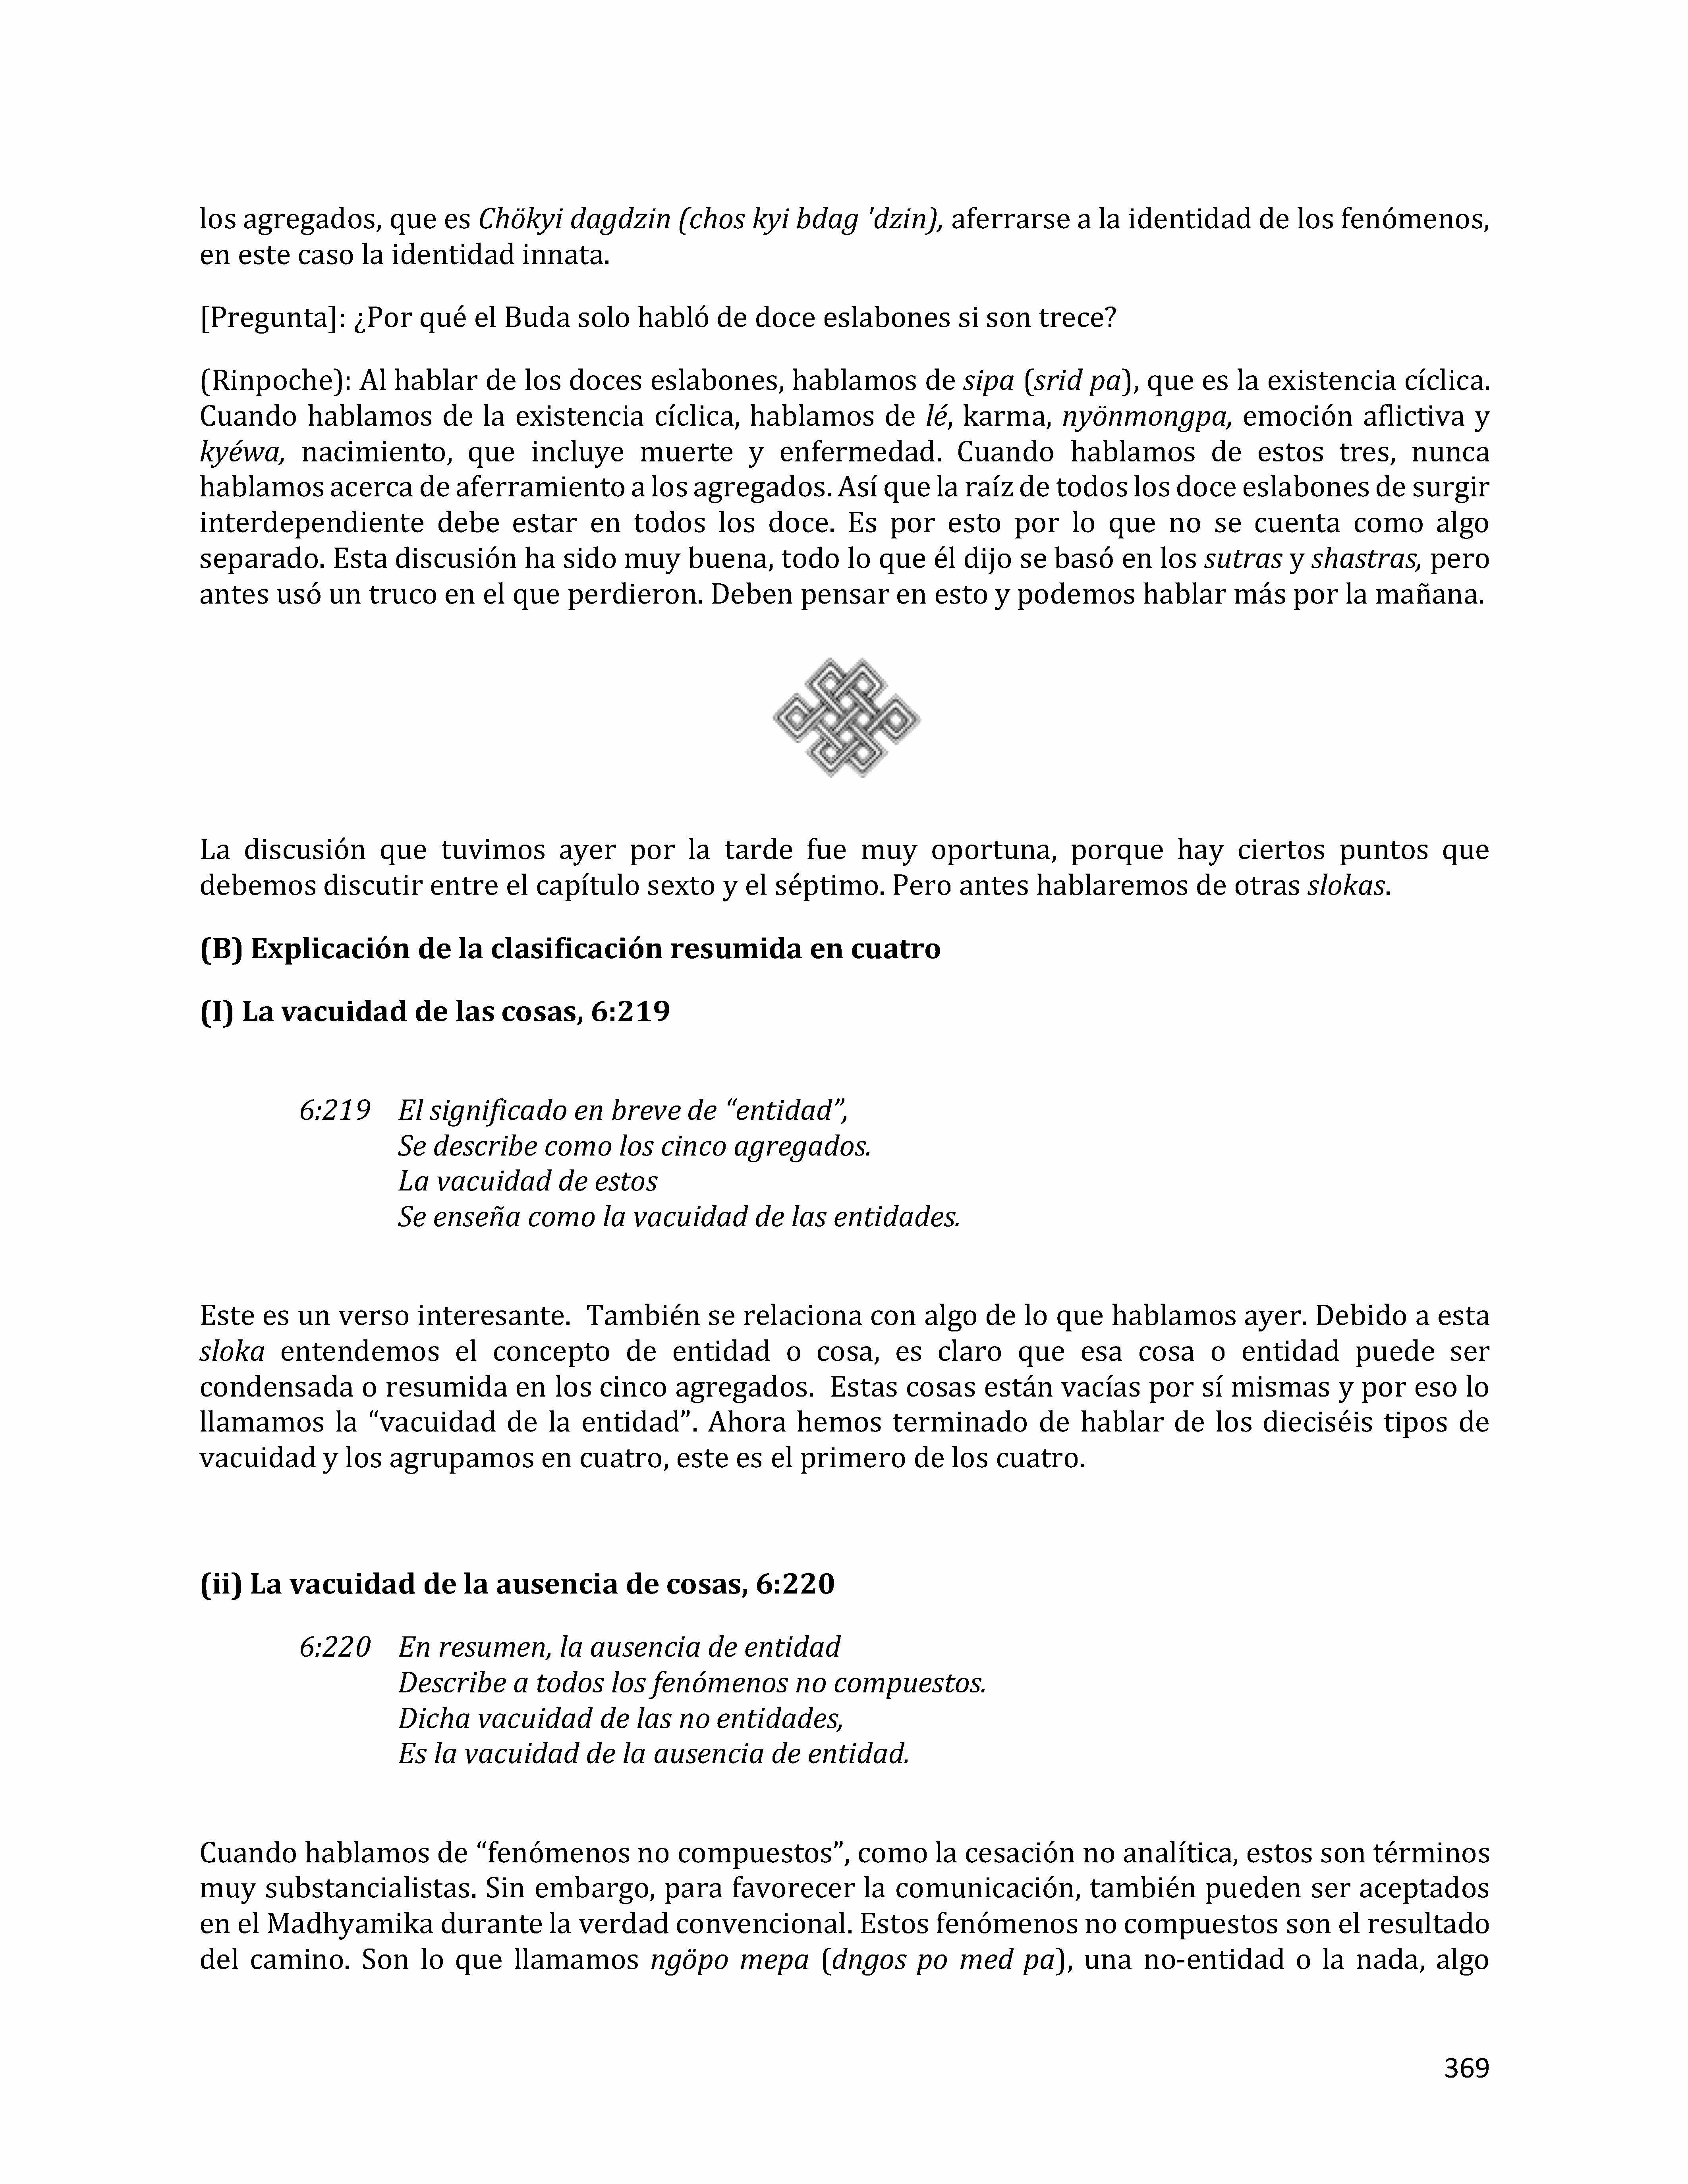 los agregados, que es Chökyi dagdzin (chos kyi bdag 'dzin), aferrarse a la identidad de los fenómenos,
en este caso la identidad innata.
[Pregunta]: ¿Por qué el Buda solo habló de doce eslabones si son trece?
(Rinpoche): Al hablar de los doces eslabones, hablamos de sipa (srid pa), que es la existencia cíclica.
Cuando hablamos de la existencia cíclica, hablamos de lé, karma, nyönmongpa, emoción aflictiva y
kyéwa, nacimiento, que incluye muerte y enfermedad. Cuando hablamos de estos tres, nunca
hablamos acerca de aferramiento a los agregados. Así que la raíz de todos los doce eslabones de surgir
interdependiente debe estar en todos los doce. Es por esto por lo que no se cuenta como algo
separado. Esta discusión ha sido muy buena, todo lo que él dijo se basó en los sutras y shastras, pero
antes usó un truco en el que perdieron. Deben pensar en esto y podemos hablar más por la mañana.
La discusión que tuvimos ayer por la tarde fue muy oportuna, porque hay ciertos puntos que
debemos discutir entre el capítulo sexto y el séptimo. Pero antes hablaremos de otras slokas.
(B) Explicación de la clasificación resumida en cuatro
(I) La vacuidad de las cosas, 6:219
6:219 El significado en breve de “entidad”,
Se describe como los cinco agregados.
La vacuidad de estos
Se enseña como la vacuidad de las entidades.
Este es un verso interesante. También se relaciona con algo de lo que hablamos ayer. Debido a esta
sloka entendemos el concepto de entidad o cosa, es claro que esa cosa o entidad puede ser
condensada o resumida en los cinco agregados. Estas cosas están vacías por sí mismas y por eso lo
llamamos la “vacuidad de la entidad”. Ahora hemos terminado de hablar de los dieciséis tipos de
vacuidad y los agrupamos en cuatro, este es el primero de los cuatro.
(ii) La vacuidad de la ausencia de cosas, 6:220
6:220 En resumen, la ausencia de entidad
Describe a todos los fenómenos no compuestos.
Dicha vacuidad de las no entidades,
Es la vacuidad de la ausencia de entidad.
Cuando hablamos de “fenómenos no compuestos”, como la cesación no analítica, estos son términos
muy substancialistas. Sin embargo, para favorecer la comunicación, también pueden ser aceptados
en el Madhyamika durante la verdad convencional. Estos fenómenos no compuestos son el resultado
del camino. Son lo que llamamos ngöpo mepa (dngos po med pa), una no-entidad o la nada, algo
369